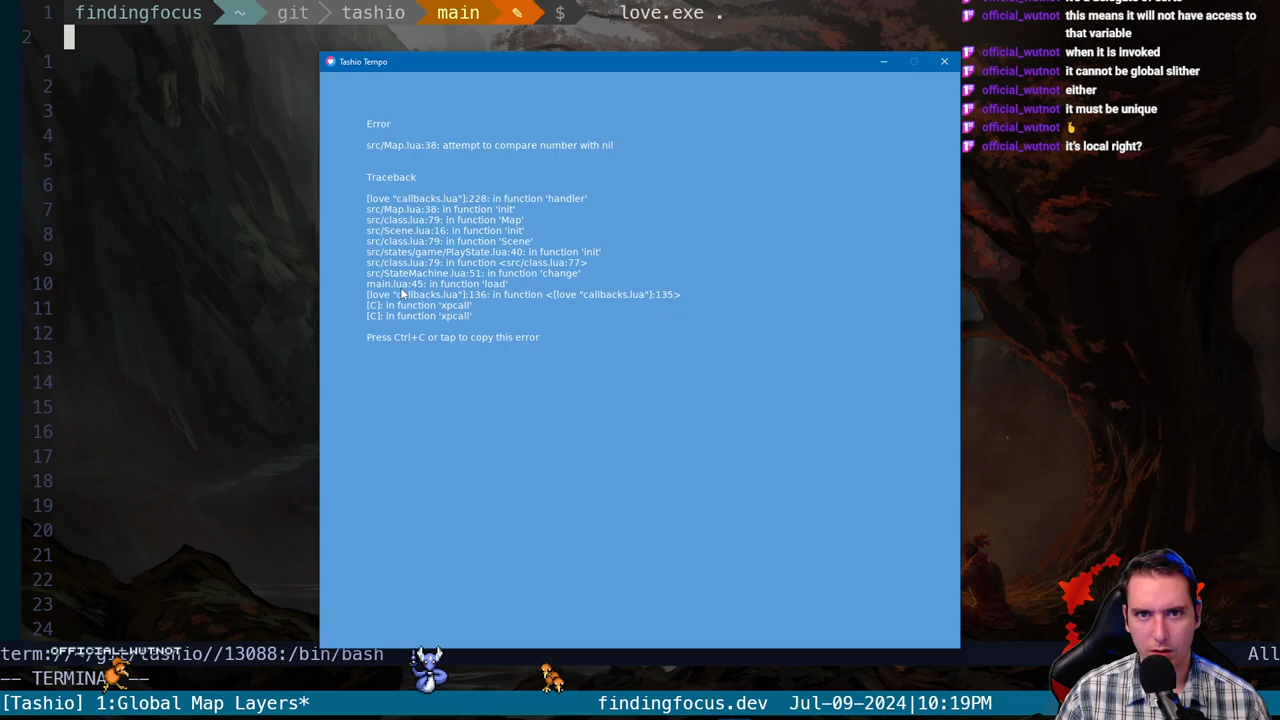 1 findingfocus ~ git tashio main ✎ $ love.exe .
2
1
2
3
4
5
6
7
8
9
10
11
12
13
14
15
16
17
18
19
20
21
22
23
24
Tashio Tempo
Error
src/Map.lua:38: attempt to compare number with nil
Traceback
[love "callbacks.lua"]:228: in function 'handler'
src/Map.lua:38: in function 'init'
src/class.lua:79: in function 'Map'
src/Scene.lua:16: in function 'init'
src/class.lua:79: in function 'Scene'
src/states/game/PlayState.lua:40: in function 'init'
src/class.lua:79: in function <src/class.lua:77>
src/StateMachine.lua:51: in function 'change'
main.lua:45: in function 'load'
[love "callbacks.lua"]:136: in function <[love "callbacks.lua"]:135>
[C]: in function 'xpcall'
[C]: in function 'xpcall'
Press Ctrl+C or tap to copy this error
official_wutnot this means it will not have access to
that variable
official_wutnot when it is invoked
official_wutnot it cannot be global slither
official_wutnot either
official_wutnot it must be unique
official_wutnot 🫰
official_wutnot it's local right?
OFFICIAL_WUTNOT
tashio//13088:/bin/bash All
-- TERMINAL --
[Tashio] 1:Global Map Layers* findingfocus.dev Jul-09-2024|10:19PM